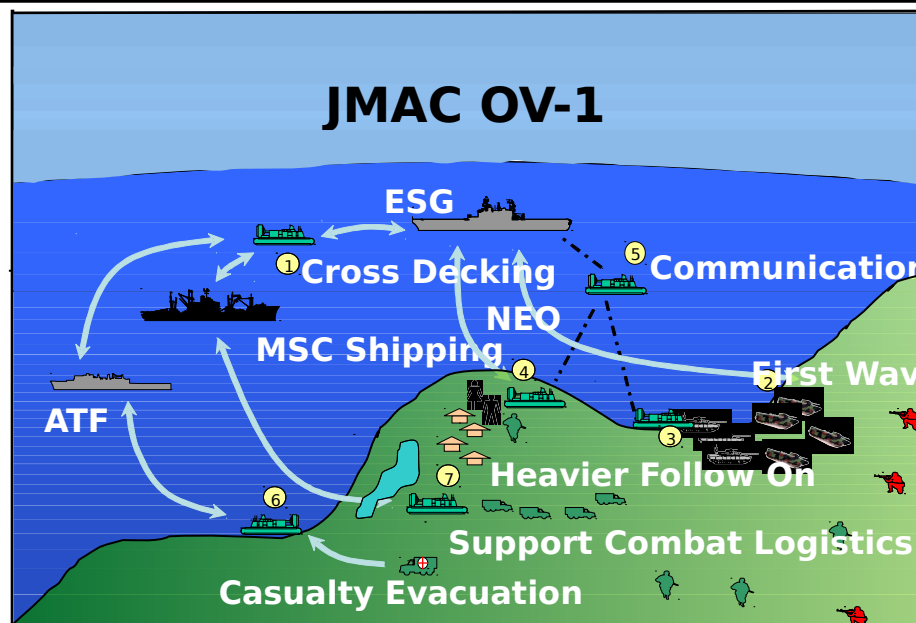 JMAC OV-1
ESG
5
1
Cross Decking
Communication
NEO
MSC Shipping
4
2
First Wav
ATF
3
7
Heavier Follow On
6
Support Combat Logistics
Casualty Evacuation